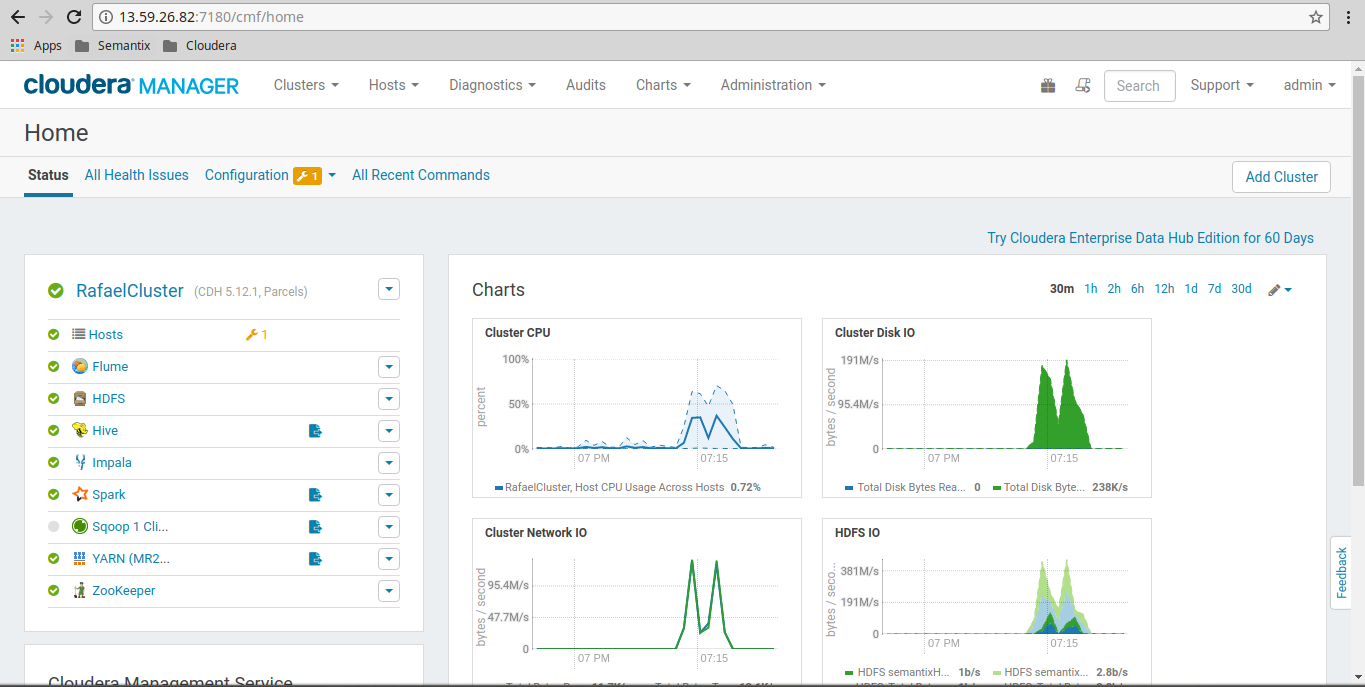 13.59.26.82:7180/cmf/home
Apps Semantix Cloudera
cloudera MANAGER Clusters Hosts Diagnostics Audits Charts Administration Search Support admin
Home
Status All Health Issues Configuration 1 All Recent Commands Add Cluster
Try Cloudera Enterprise Data Hub Edition for 60 Days
RafaelCluster (CDH 5.12.1, Parcels)
Hosts 1
Flume
HDFS
Hive
Impala
Spark
Sqoop 1 Cli...
YARN (MR2...
ZooKeeper
Cloudera Management Service
Charts 30m 1h 2h 6h 12h 1d 7d 30d
Cluster CPU
percent
100%
50%
0%
07 PM 07:15
RafaelCluster, Host CPU Usage Across Hosts 0.72%
Cluster Disk IO
bytes / second
191M/s
95.4M/s
0
07 PM 07:15
Total Disk Bytes Rea... 0 Total Disk Byte... 238K/s
Cluster Network IO
bytes / second
95.4M/s
47.7M/s
0
07 PM 07:15
HDFS IO
bytes / seco...
381M/s
191M/s
0
07 PM 07:15
HDFS semantixH... 1b/s HDFS semantix... 2.8b/s
Feedback